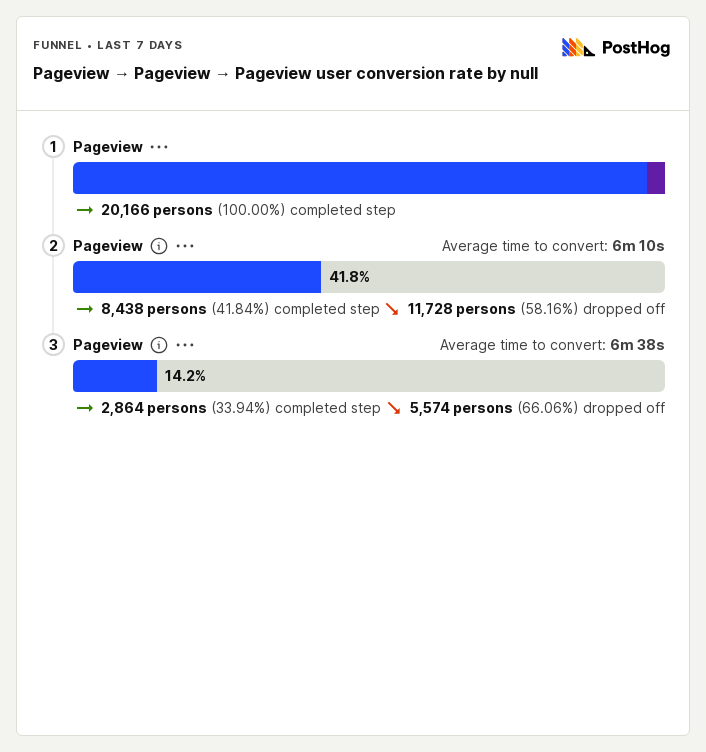 FUNNEL • LAST 7 DAYS
PostHog
Pageview → Pageview → Pageview user conversion rate by null
1 Pageview ···
→ 20,166 persons (100.00%) completed step
2 Pageview ··· Average time to convert: 6m 10s
41.8%
→ 8,438 persons (41.84%) completed step ↘ 11,728 persons (58.16%) dropped off
3 Pageview ··· Average time to convert: 6m 38s
14.2%
→ 2,864 persons (33.94%) completed step ↘ 5,574 persons (66.06%) dropped off